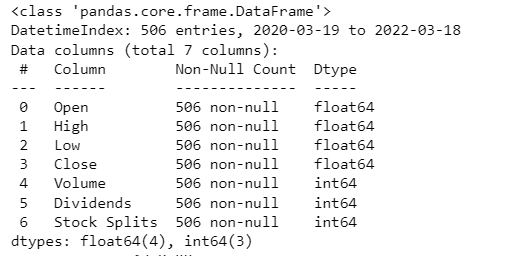 <class 'pandas.core.frame.DataFrame'>
DatetimeIndex: 506 entries, 2020-03-19 to 2022-03-18
Data columns (total 7 columns):
 #   Column        Non-Null Count  Dtype
---  ------        --------------  -----
 0   Open          506 non-null    float64
 1   High          506 non-null    float64
 2   Low           506 non-null    float64
 3   Close         506 non-null    float64
 4   Volume        506 non-null    int64
 5   Dividends     506 non-null    int64
 6   Stock Splits  506 non-null    int64
dtypes: float64(4), int64(3)